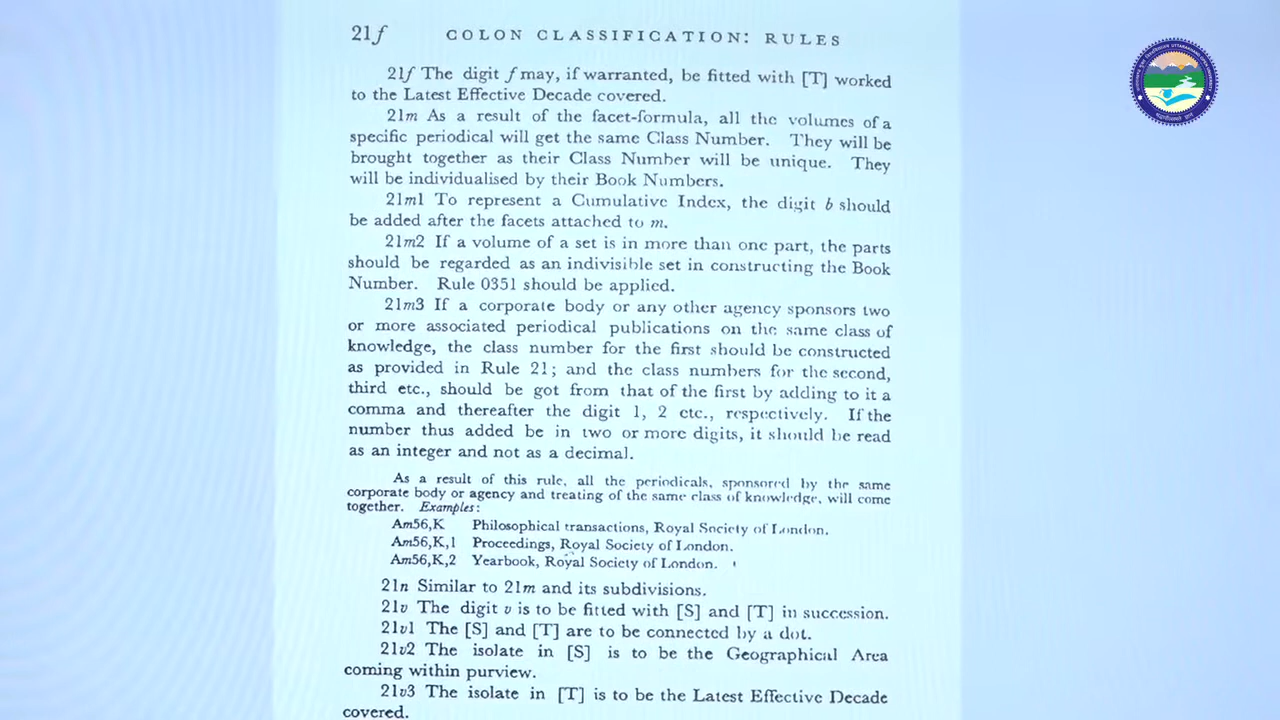 21f COLON CLASSIFICATION: RULES
21f The digit f may, if warranted, be fitted with [T] worked
to the Latest Effective Decade covered.
21m As a result of the facet-formula, all the volumes of a
specific periodical will get the same Class Number. They will be
brought together as their Class Number will be unique. They
will be individualised by their Book Numbers.
21m1 To represent a Cumulative Index, the digit b should
be added after the facets attached to m.
21m2 If a volume of a set is in more than one part, the parts
should be regarded as an indivisible set in constructing the Book
Number. Rule 0351 should be applied.
21m3 If a corporate body or any other agency sponsors two
or more associated periodical publications on the same class of
knowledge, the class number for the first should be constructed
as provided in Rule 21; and the class numbers for the second,
third etc., should be got from that of the first by adding to it a
comma and thereafter the digit 1, 2 etc., respectively. If the
number thus added be in two or more digits, it should be read
as an integer and not as a decimal.
As a result of this rule, all the periodicals, sponsored by the same
corporate body or agency and treating of the same class of knowledge, will come
together. Examples:
Am56,K Philosophical transactions, Royal Society of London.
Am56,K,1 Proceedings, Royal Society of London.
Am56,K,2 Yearbook, Royal Society of London.
21n Similar to 21m and its subdivisions.
21v The digit v is to be fitted with [S] and [T] in succession.
21v1 The [S] and [T] are to be connected by a dot.
21v2 The isolate in [S] is to be the Geographical Area
coming within purview.
21v3 The isolate in [T] is to be the Latest Effective Decade
covered.